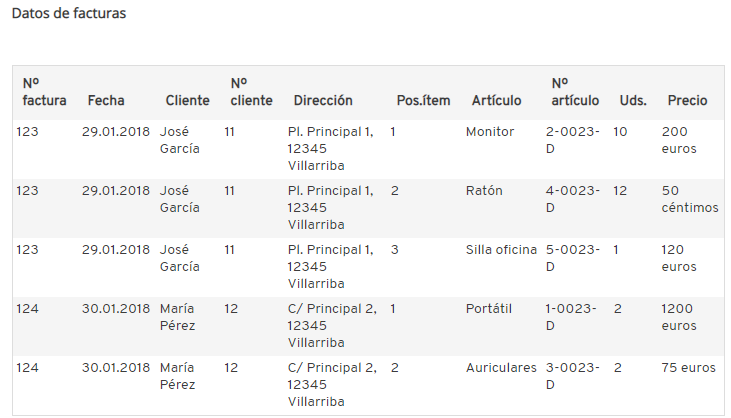 Datos de facturas
Nº factura Fecha Cliente Nº cliente Dirección Pos.ítem Artículo Nº artículo Uds. Precio
123 29.01.2018 José García 11 Pl. Principal 1, 12345 Villarriba 1 Monitor 2-0023-D 10 200 euros
123 29.01.2018 José García 11 Pl. Principal 1, 12345 Villarriba 2 Ratón 4-0023-D 12 50 céntimos
123 29.01.2018 José García 11 Pl. Principal 1, 12345 Villarriba 3 Silla oficina 5-0023-D 1 120 euros
124 30.01.2018 María Pérez 12 C/ Principal 2, 12345 Villarriba 1 Portátil 1-0023-D 2 1200 euros
124 30.01.2018 María Pérez 12 C/ Principal 2, 12345 Villarriba 2 Auriculares 3-0023-D 2 75 euros